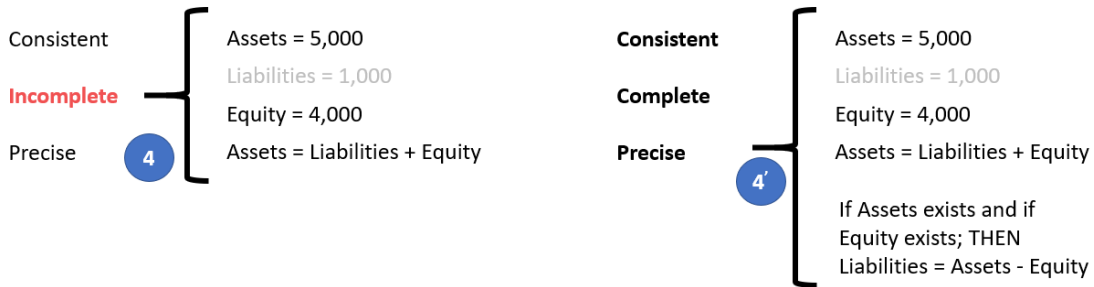 Consistent
Incomplete
Precise
4
Assets = 5,000
Liabilities = 1,000
Equity = 4,000
Assets = Liabilities + Equity
Consistent
Complete
Precise
4′
Assets = 5,000
Liabilities = 1,000
Equity = 4,000
Assets = Liabilities + Equity
If Assets exists and if
Equity exists; THEN
Liabilities = Assets - Equity